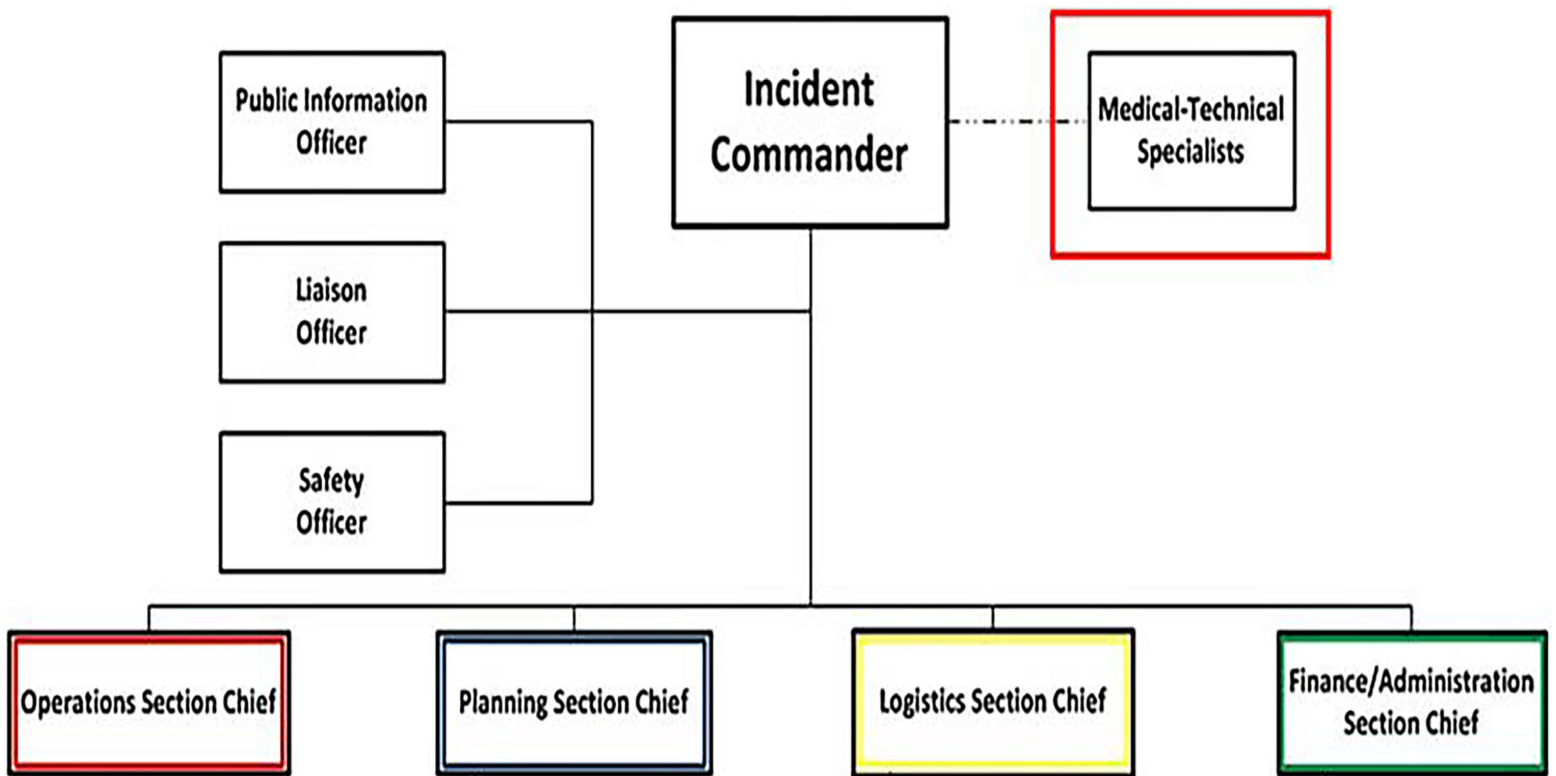 Incident
Commander
Medical-Technical
Specialists
Public Information
Officer
Liaison
Officer
Safety
Officer
Operations Section Chief
Planning Section Chief
Logistics Section Chief
Finance/Administration
Section Chief